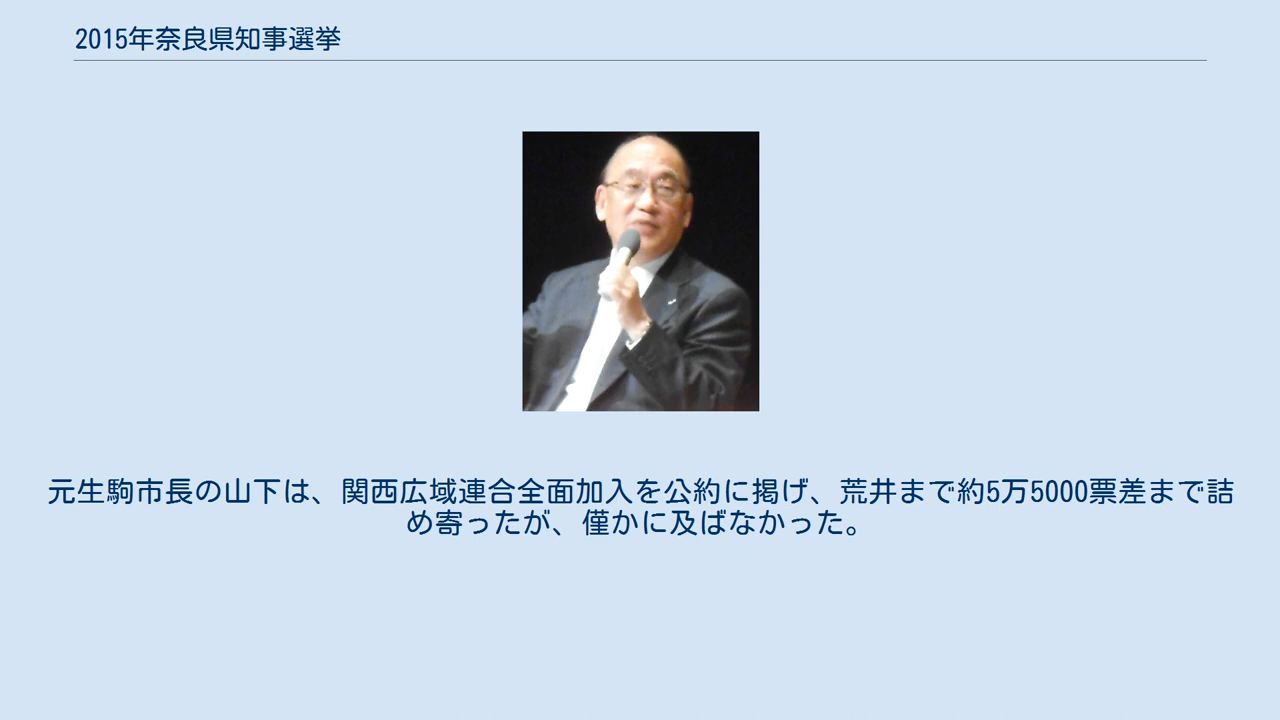 2015年奈良県知事選挙
元生駒市長の山下は、関西広域連合全面加入を公約に掲げ、荒井まで約5万5000票差まで詰
め寄ったが、僅かに及ばなかった。